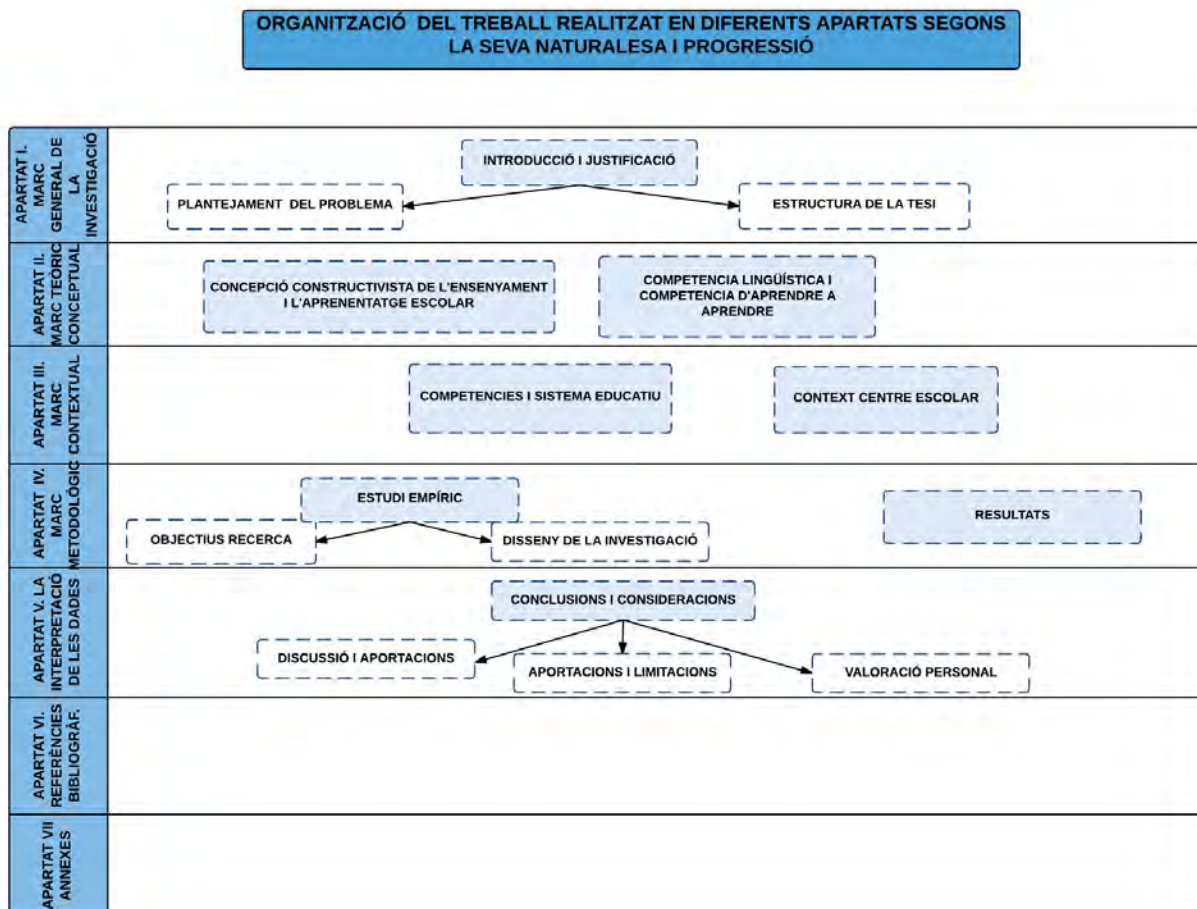 ORGANITZACIÓ DEL TREBALL REALITZAT EN DIFERENTS APARTATS SEGONS
LA SEVA NATURALESA I PROGRESSIÓ
APARTAT I.
MARC
GENERAL DE
LA
INVESTIGACIÓ
INTRODUCCIÓ I JUSTIFICACIÓ
PLANTEJAMENT DEL PROBLEMA
ESTRUCTURA DE LA TESI
APARTAT II.
MARC TEÒRIC
CONCEPTUAL
CONCEPCIÓ CONSTRUCTIVISTA DE L'ENSENYAMENT
I L'APRENENTATGE ESCOLAR
COMPETENCIA LINGÜÍSTICA I
COMPETENCIA D'APRENDRE A
APRENDRE
APARTAT III.
MARC
CONTEXTUAL
COMPETENCIES I SISTEMA EDUCATIU
CONTEXT CENTRE ESCOLAR
APARTAT IV.
MARC
METODOLÒGIC
ESTUDI EMPÍRIC
OBJECTIUS RECERCA
DISSENY DE LA INVESTIGACIÓ
RESULTATS
APARTAT V. LA
INTERPRETACIÓ
DE LES DADES
CONCLUSIONS I CONSIDERACIONS
DISCUSSIÓ I APORTACIONS
APORTACIONS I LIMITACIONS
VALORACIÓ PERSONAL
APARTAT VI.
REFERÈNCIES
BIBLIOGRÀF.
APARTAT VII
ANNEXES